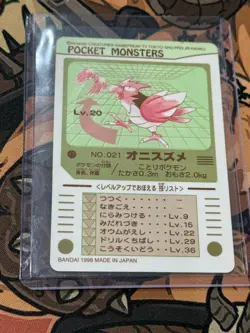 POCKET MONSTERS
Lv.20
NO.021 オニスズメ
ことりポケモン
たかさ0.3m おもさ2.0kg
<レベルアップでおぼえる 技リスト>
つつく
なきごえ
にらみつける Lv.9
みだれづき Lv.15
オウムがえし Lv.22
ドリルくちばし Lv.29
こうそくいどう Lv.36
BANDAI 1996 MADE IN JAPAN